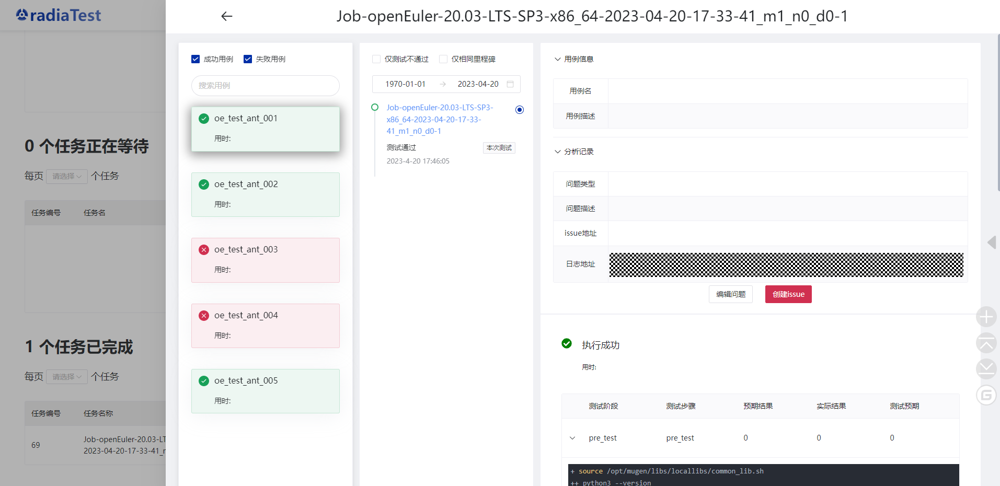 radiaTest
Job-openEuler-20.03-LTS-SP3-x86_64-2023-04-20-17-33-41_m1_n0_d0-1
0 个任务正在等待
每页 请选择 个任务
任务编号 任务名
1 个任务已完成
每页 请选择 个任务
任务编号 任务名称
69
Job-openEuler-20.03-LT
2023-04-20-17-33-41_r
成功用例 失败用例
搜索用例
oe_test_ant_001
用时:
oe_test_ant_002
用时:
oe_test_ant_003
用时:
oe_test_ant_004
用时:
oe_test_ant_005
用时:
仅测试不通过 仅相同里程碑
1970-01-01 → 2023-04-20
Job-openEuler-20.03-LTS-SP3-
x86_64-2023-04-20-17-33-
41_m1_n0_d0-1
测试通过 本次测试
2023-4-20 17:46:05
用例信息
用例名
用例描述
分析记录
问题类型
问题描述
issue地址
日志地址
编辑问题 创建issue
执行成功
用时:
测试阶段 测试步骤 预期结果 实际结果 测试预期
pre_test pre_test 0 0 0
+ source /opt/mugen/libs/locallibs/common_lib.sh
++ python3 --version